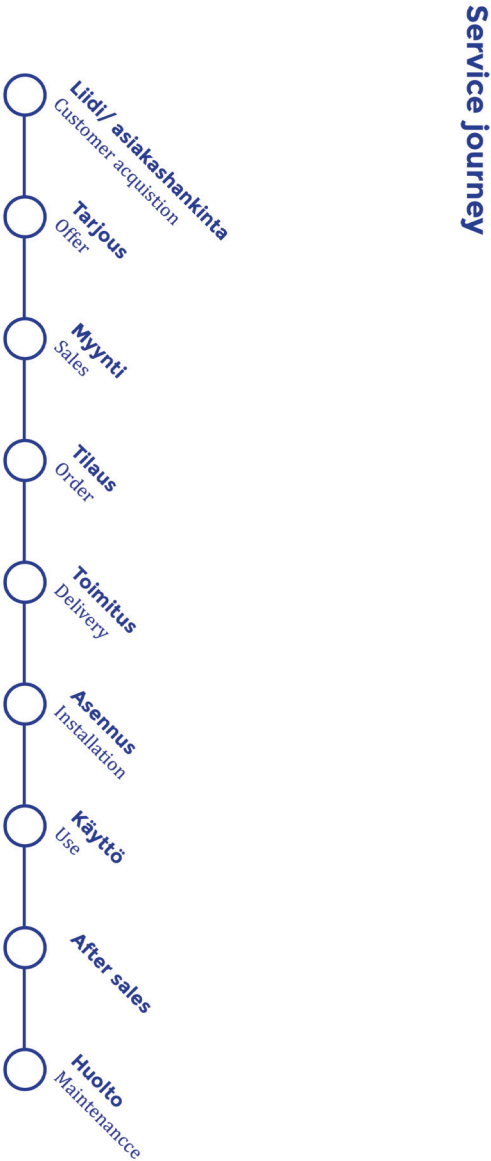 Service journey
Liidi/ asiakashankinta
Customer acquistion
Tarjous
Offer
Myynti
Sales
Tilaus
Order
Toimitus
Delivery
Asennus
Installation
Käyttö
Use
After sales
Huolto
Maintenancce